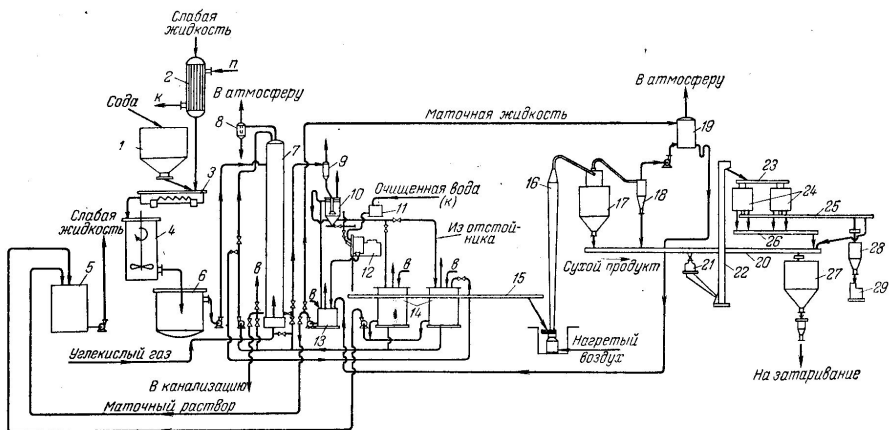 Слабая
жидкость
п
2
к
В атмосферу
Сода
8
1
7
3
Слабая
жидкость
4
5
6
Углекислый газ
В канализацию
Маточный раствор
Маточная жидкость
9
10
Очищенная вода
(к)
11
Из отстой-
ника
12
в
в
в
в
13
14
15
16
17
18
Нагретый
воздух
В атмосферу
19
Сухой продукт
20
21
22
23
24
25
26
27
28
29
На затаривание